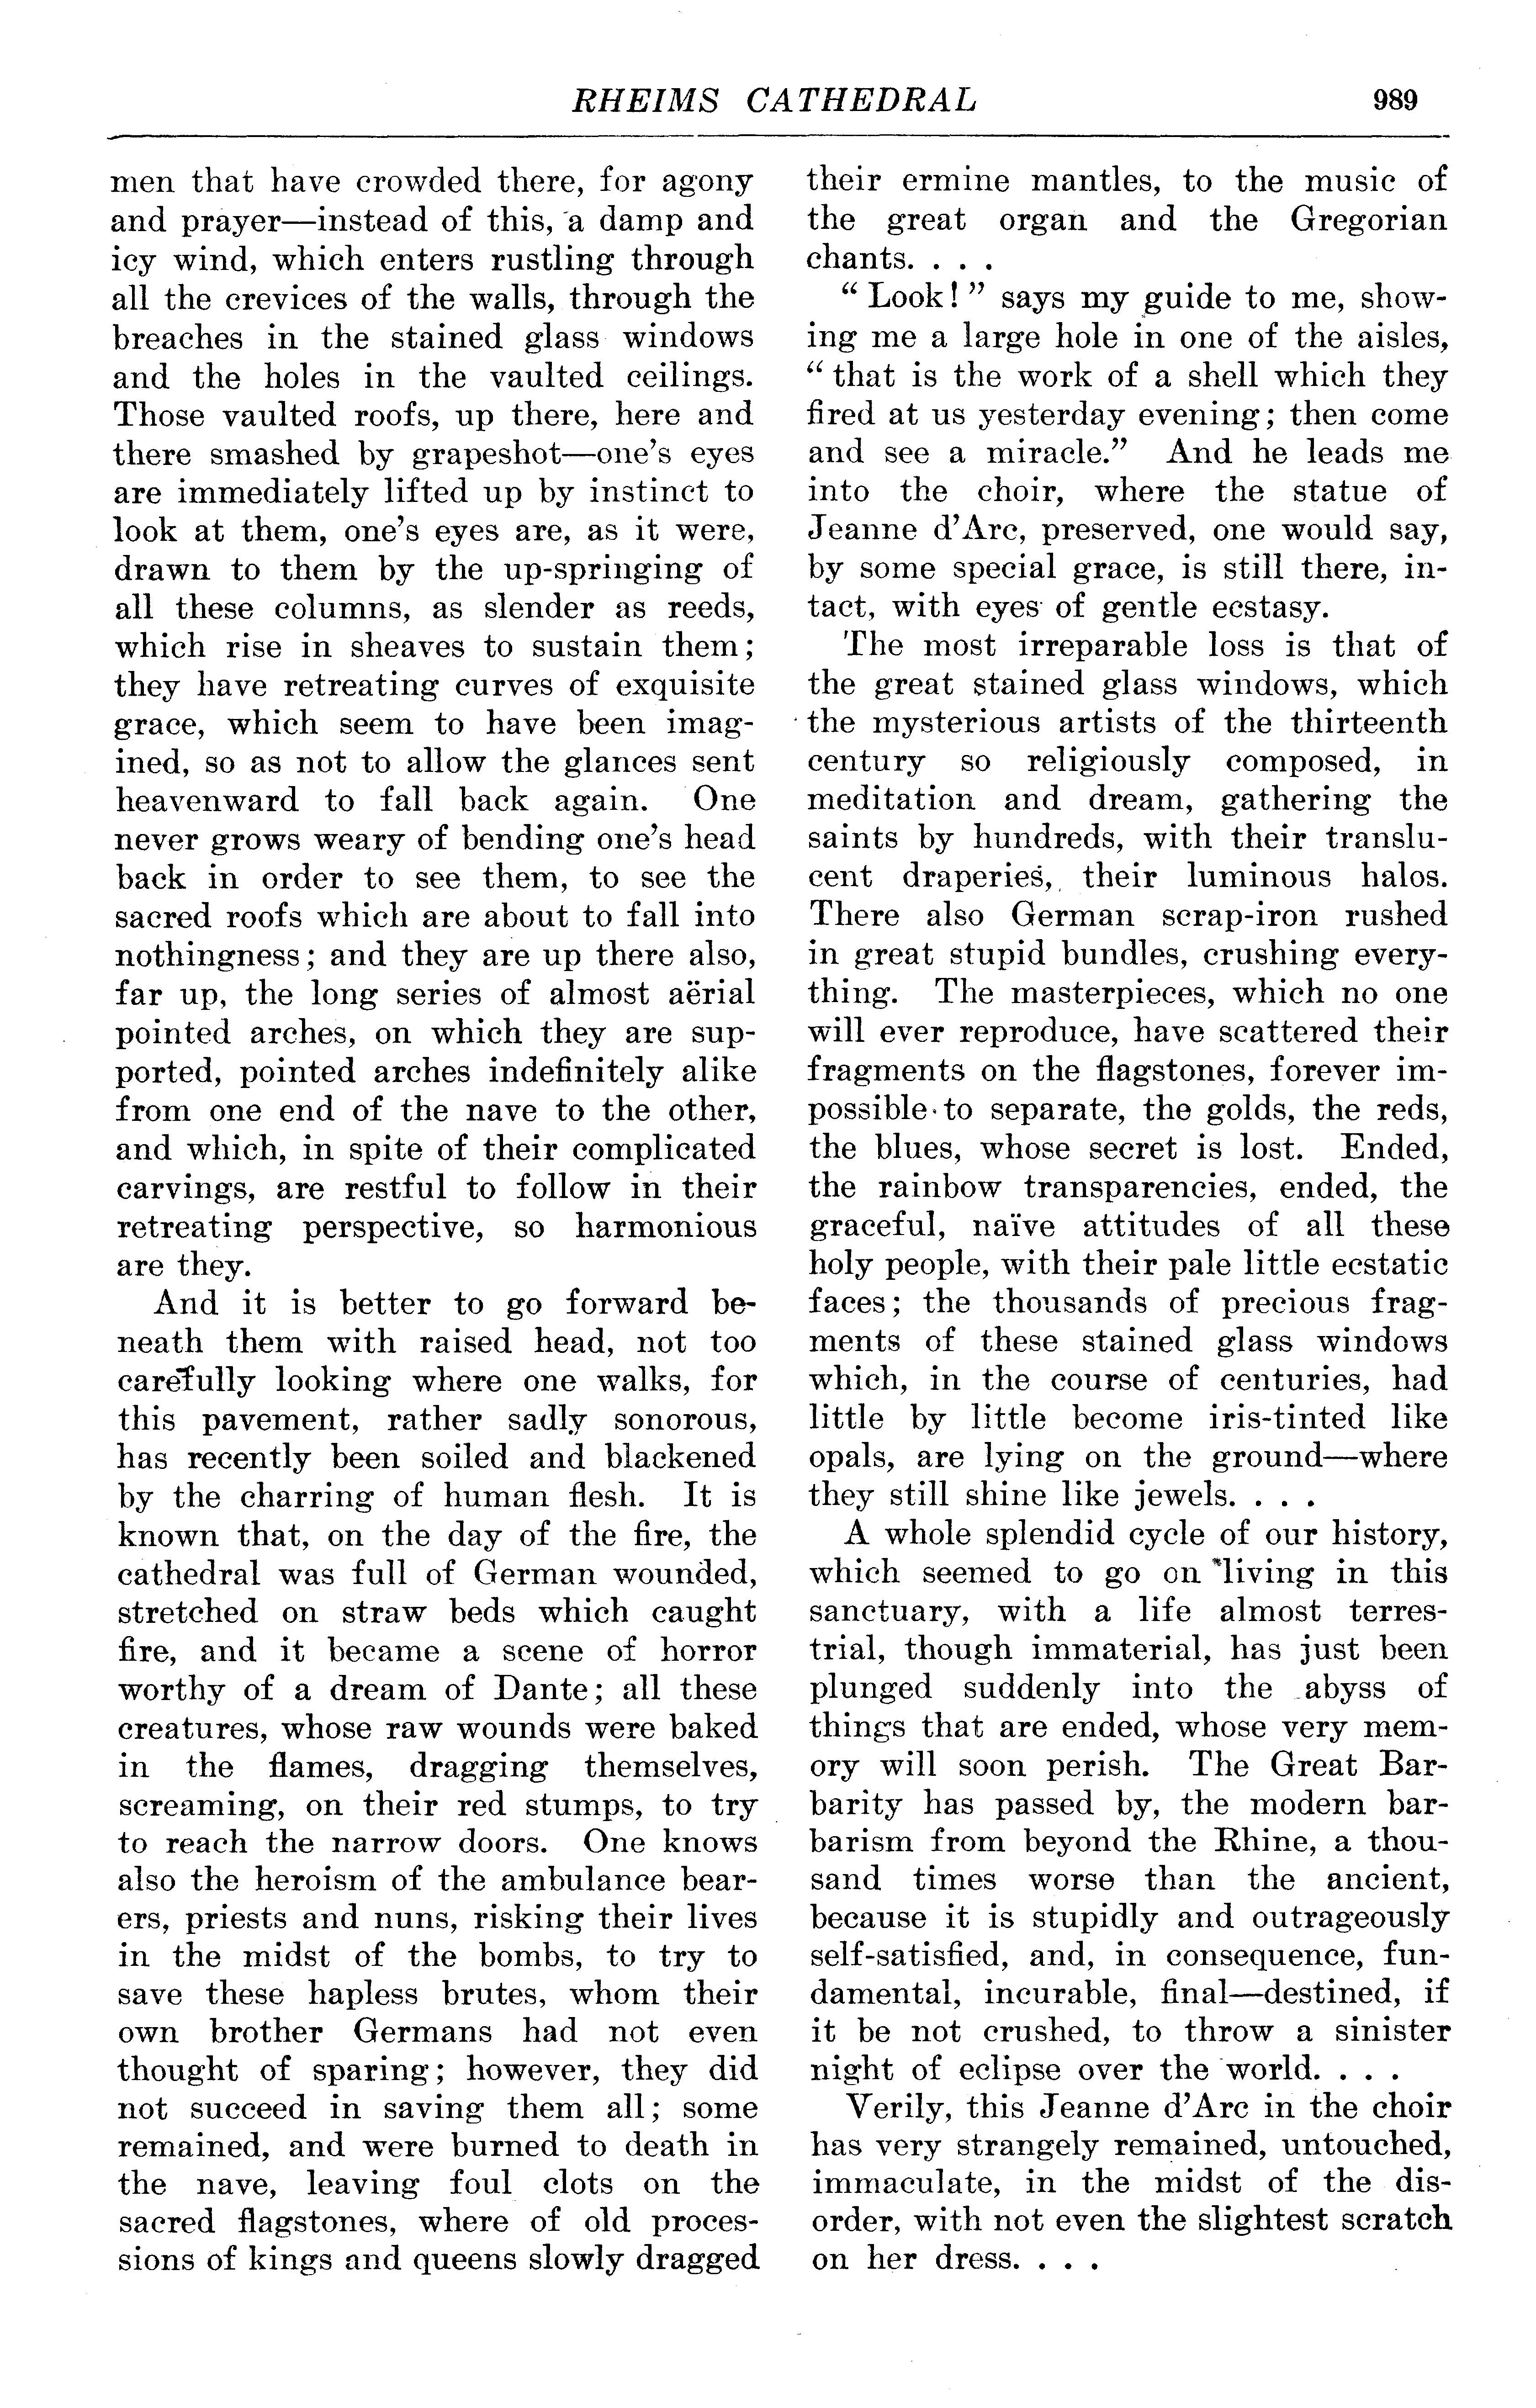 RHEIMS CATHEDRAL 989
men that have crowded there, for agony
and prayer—instead of this, a damp and
icy wind, which enters rustling through
all the crevices of the walls, through the
breaches in the stained glass windows
and the holes in the vaulted ceilings.
Those vaulted roofs, up there, here and
there smashed by grapeshot—one's eyes
are immediately lifted up by instinct to
look at them, one's eyes are, as it were,
drawn to them by the up-springing of
all these columns, as slender as reeds,
which rise in sheaves to sustain them;
they have retreating curves of exquisite
grace, which seem to have been imag-
ined, so as not to allow the glances sent
heavenward to fall back again. One
never grows weary of bending one's head
back in order to see them, to see the
sacred roofs which are about to fall into
nothingness; and they are up there also,
far up, the long series of almost aërial
pointed arches, on which they are sup-
ported, pointed arches indefinitely alike
from one end of the nave to the other,
and which, in spite of their complicated
carvings, are restful to follow in their
retreating perspective, so harmonious
are they.
And it is better to go forward be-
neath them with raised head, not too
carefully looking where one walks, for
this pavement, rather sadly sonorous,
has recently been soiled and blackened
by the charring of human flesh. It is
known that, on the day of the fire, the
cathedral was full of German wounded,
stretched on straw beds which caught
fire, and it became a scene of horror
worthy of a dream of Dante; all these
creatures, whose raw wounds were baked
in the flames, dragging themselves,
screaming, on their red stumps, to try
to reach the narrow doors. One knows
also the heroism of the ambulance bear-
ers, priests and nuns, risking their lives
in the midst of the bombs, to try to
save these hapless brutes, whom their
own brother Germans had not even
thought of sparing; however, they did
not succeed in saving them all; some
remained, and were burned to death in
the nave, leaving foul clots on the
sacred flagstones, where of old proces-
sions of kings and queens slowly dragged
their ermine mantles, to the music of
the great organ and the Gregorian
chants. . . .
"Look!" says my guide to me, show-
ing me a large hole in one of the aisles,
"that is the work of a shell which they
fired at us yesterday evening; then come
and see a miracle." And he leads me
into the choir, where the statue of
Jeanne d'Arc, preserved, one would say,
by some special grace, is still there, in-
tact, with eyes of gentle ecstasy.
The most irreparable loss is that of
the great stained glass windows, which
the mysterious artists of the thirteenth
century so religiously composed, in
meditation and dream, gathering the
saints by hundreds, with their translu-
cent draperies, their luminous halos.
There also German scrap-iron rushed
in great stupid bundles, crushing every-
thing. The masterpieces, which no one
will ever reproduce, have scattered their
fragments on the flagstones, forever im-
possible to separate, the golds, the reds,
the blues, whose secret is lost. Ended,
the rainbow transparencies, ended, the
graceful, naïve attitudes of all these
holy people, with their pale little ecstatic
faces; the thousands of precious frag-
ments of these stained glass windows
which, in the course of centuries, had
little by little become iris-tinted like
opals, are lying on the ground—where
they still shine like jewels. . . .
A whole splendid cycle of our history,
which seemed to go on living in this
sanctuary, with a life almost terres-
trial, though immaterial, has just been
plunged suddenly into the abyss of
things that are ended, whose very mem-
ory will soon perish. The Great Bar-
barity has passed by, the modern bar-
barism from beyond the Rhine, a thou-
sand times worse than the ancient,
because it is stupidly and outrageously
self-satisfied, and, in consequence, fun-
damental, incurable, final—destined, if
it be not crushed, to throw a sinister
night of eclipse over the world. . . .
Verily, this Jeanne d'Arc in the choir
has very strangely remained, untouched,
immaculate, in the midst of the dis-
order, with not even the slightest scratch
on her dress. . . .